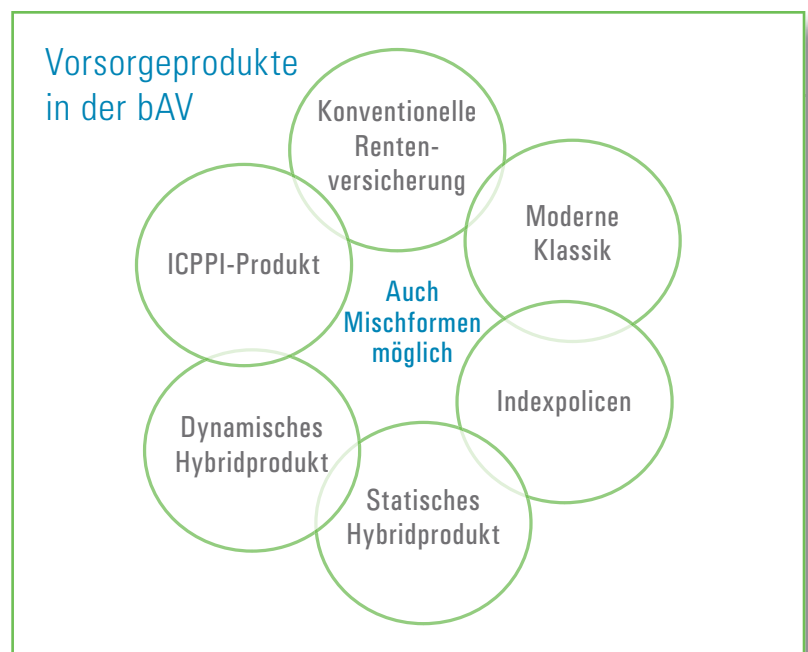 Vorsorgeprodukte
in der bAV
Konventionelle
Renten-
versicherung
Moderne
Klassik
Indexpolicen
Statisches
Hybridprodukt
Dynamisches
Hybridprodukt
ICPPI-Produkt
Auch
Mischformen
möglich